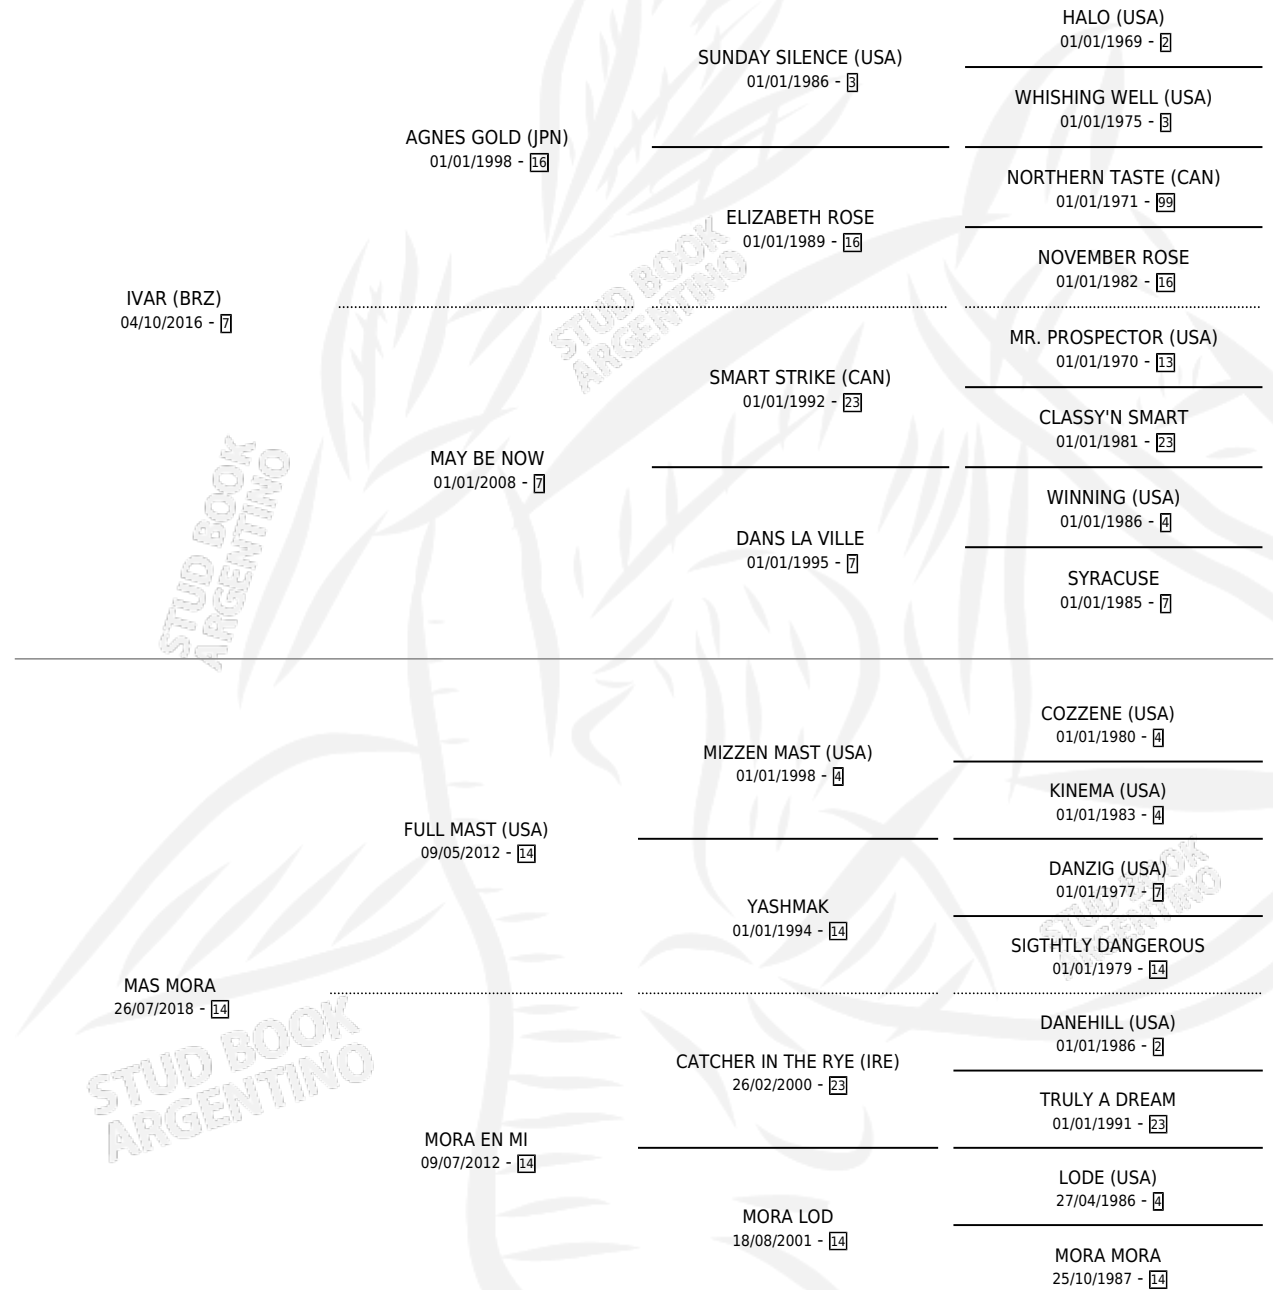 HALO (USA)
01/01/1969 - 2
SUNDAY SILENCE (USA)
01/01/1986 - 3
WHISHING WELL (USA)
01/01/1975 - 3
AGNES GOLD (JPN)
01/01/1998 - 16
NORTHERN TASTE (CAN)
01/01/1971 - 99
ELIZABETH ROSE
01/01/1989 - 16
NOVEMBER ROSE
01/01/1982 - 16
IVAR (BRZ)
04/10/2016 - 7
MR. PROSPECTOR (USA)
01/01/1970 - 13
SMART STRIKE (CAN)
01/01/1992 - 23
CLASSY'N SMART
01/01/1981 - 23
MAY BE NOW
01/01/2008 - 7
WINNING (USA)
01/01/1986 - 4
DANS LA VILLE
01/01/1995 - 7
SYRACUSE
01/01/1985 - 7
COZZENE (USA)
01/01/1980 - 4
MIZZEN MAST (USA)
01/01/1998 - 4
KINEMA (USA)
01/01/1983 - 4
FULL MAST (USA)
09/05/2012 - 14
DANZIG (USA)
01/01/1977 - 7
YASHMAK
01/01/1994 - 14
SIGTHTLY DANGEROUS
01/01/1979 - 14
MAS MORA
26/07/2018 - 14
DANEHILL (USA)
01/01/1986 - 2
CATCHER IN THE RYE (IRE)
26/02/2000 - 23
TRULY A DREAM
01/01/1991 - 23
MORA EN MI
09/07/2012 - 14
LODE (USA)
27/04/1986 - 4
MORA LOD
18/08/2001 - 14
MORA MORA
25/10/1987 - 14
STUD BOOK
ARGENTINO
STUD BOOK
ARGENTINO
STUD BOOK
ARGENTINO
STUD BOOK
ARGENTINO